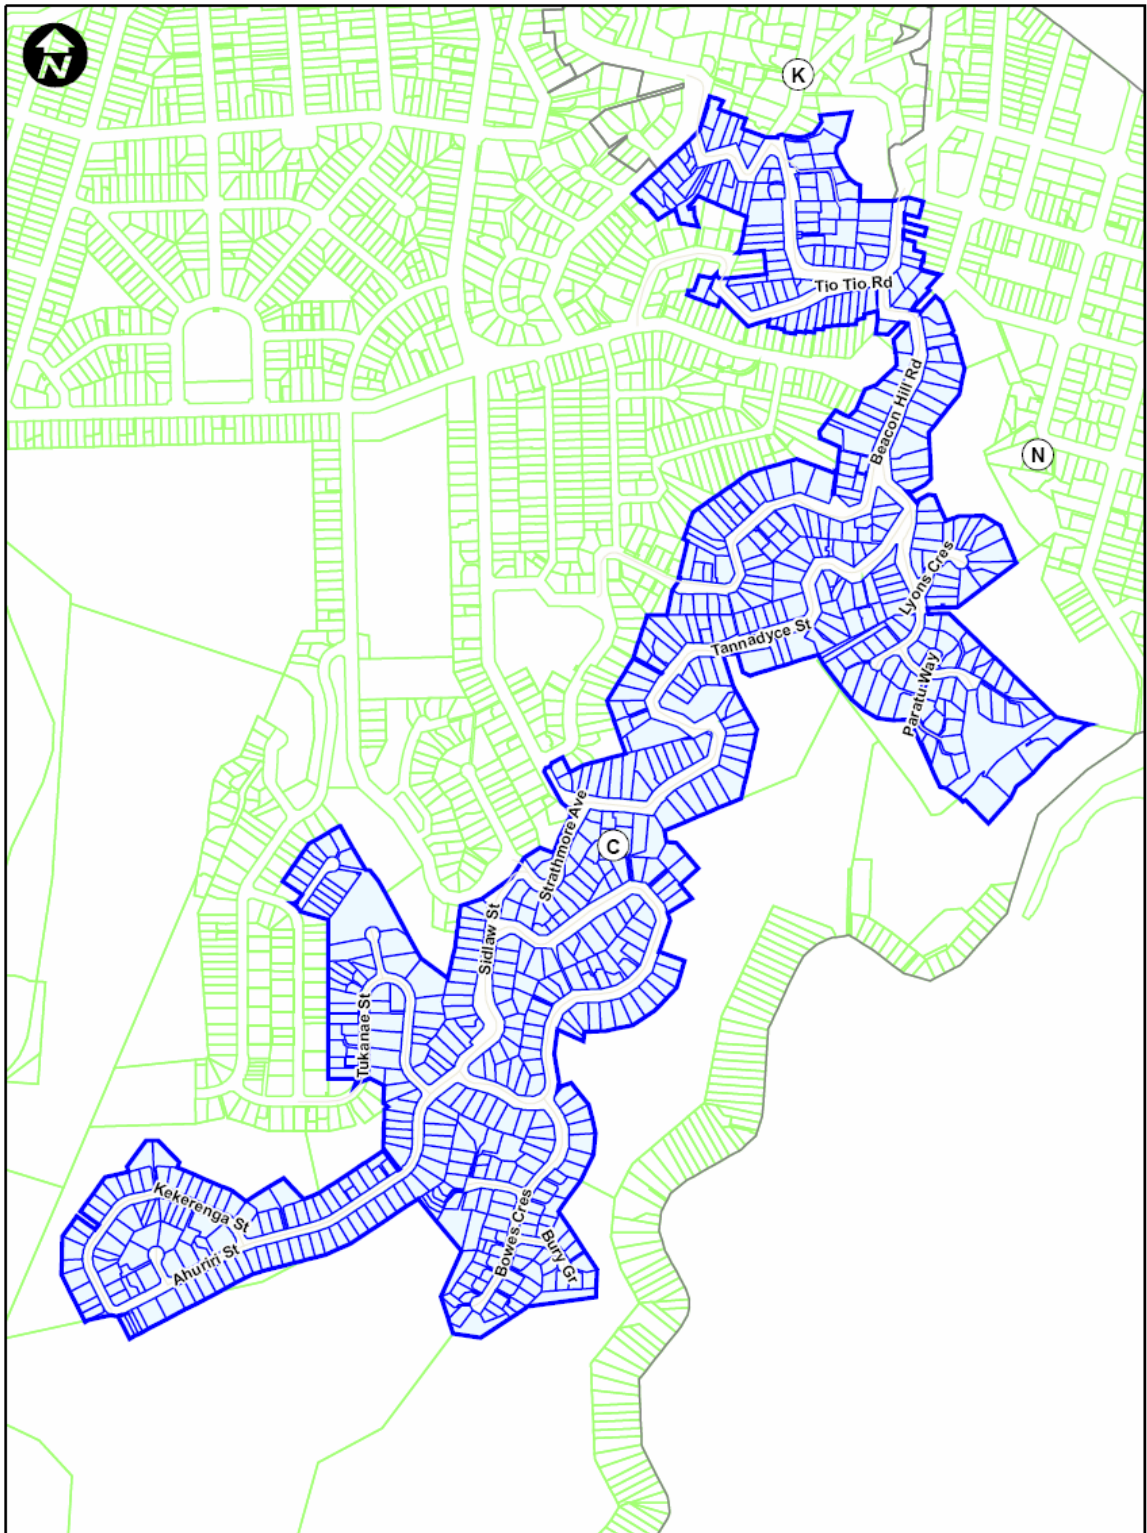 N
K
Tio Tio Rd
Beacon Hill Rd
N
Lyons Cres
Tannadyce St
Paratu Way
Strathmore Ave
C
Sidlaw St
Tukanae St
Kekerenga St
Ahuriri St
Bowes Cres
Bury Gr